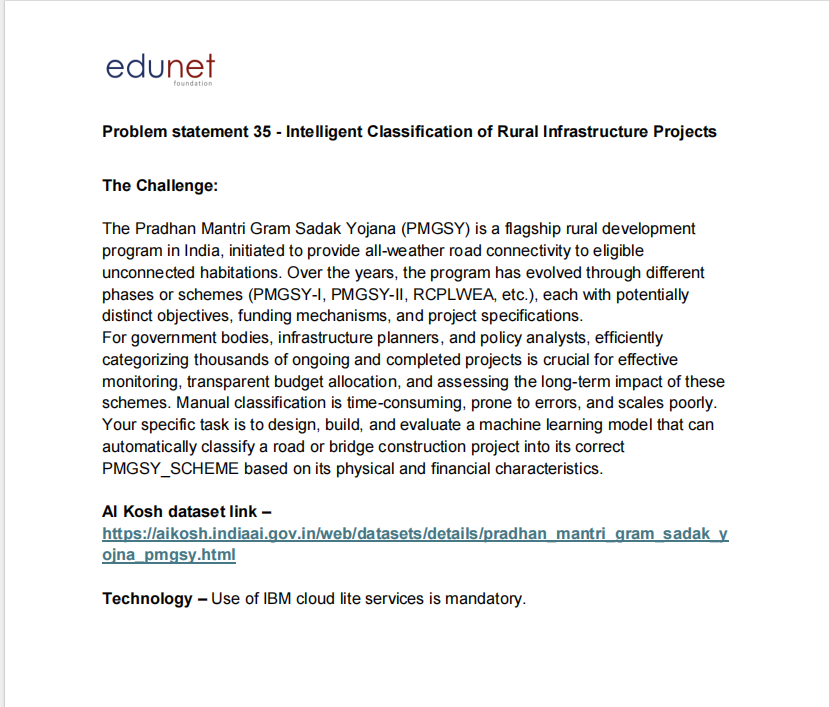 edunet
foundation
Problem statement 35 - Intelligent Classification of Rural Infrastructure Projects
The Challenge:
The Pradhan Mantri Gram Sadak Yojana (PMGSY) is a flagship rural development
program in India, initiated to provide all-weather road connectivity to eligible
unconnected habitations. Over the years, the program has evolved through different
phases or schemes (PMGSY-I, PMGSY-II, RCPLWEA, etc.), each with potentially
distinct objectives, funding mechanisms, and project specifications.
For government bodies, infrastructure planners, and policy analysts, efficiently
categorizing thousands of ongoing and completed projects is crucial for effective
monitoring, transparent budget allocation, and assessing the long-term impact of these
schemes. Manual classification is time-consuming, prone to errors, and scales poorly.
Your specific task is to design, build, and evaluate a machine learning model that can
automatically classify a road or bridge construction project into its correct
PMGSY_SCHEME based on its physical and financial characteristics.
AI Kosh dataset link –
https://aikosh.indiaai.gov.in/web/datasets/details/pradhan_mantri_gram_sadak_y
ojna_pmgsy.html
Technology – Use of IBM cloud lite services is mandatory.